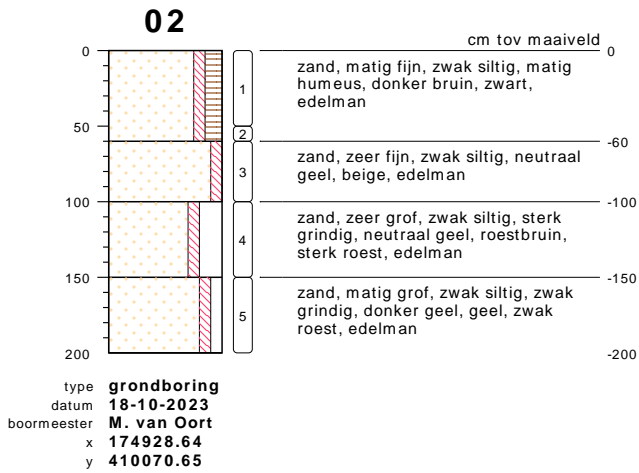 02
cm tov maaiveld
0
0
zand, matig fijn, zwak siltig, matig
humeus, donker bruin, zwart,
edelman
1
50
2
-60
zand, zeer fijn, zwak siltig, neutraal
geel, beige, edelman
3
100
-100
zand, zeer grof, zwak siltig, sterk
grindig, neutraal geel, roestbruin,
sterk roest, edelman
4
150
-150
zand, matig grof, zwak siltig, zwak
grindig, donker geel, geel, zwak
roest, edelman
5
200
-200
type grondboring
datum 18-10-2023
boormeester M. van Oort
x 174928.64
y 410070.65